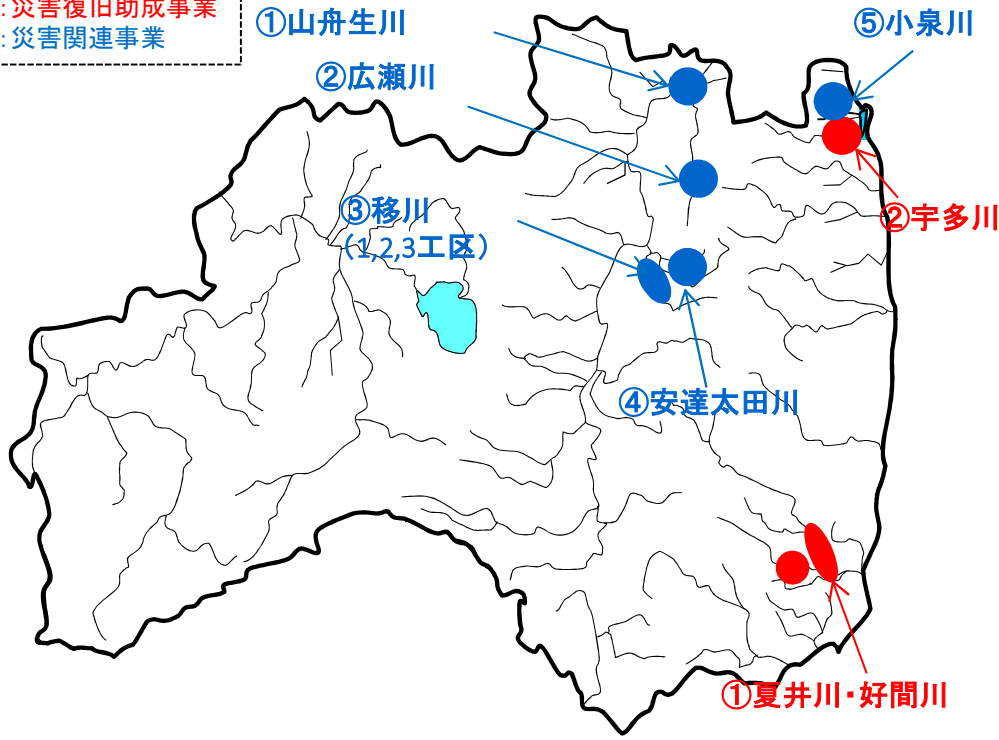 :災害復旧助成事業
:災害関連事業
①山舟生川
⑤小泉川
②広瀬川
②宇多川
③移川
（1,2,3工区）
④安達太田川
①夏井川・好間川